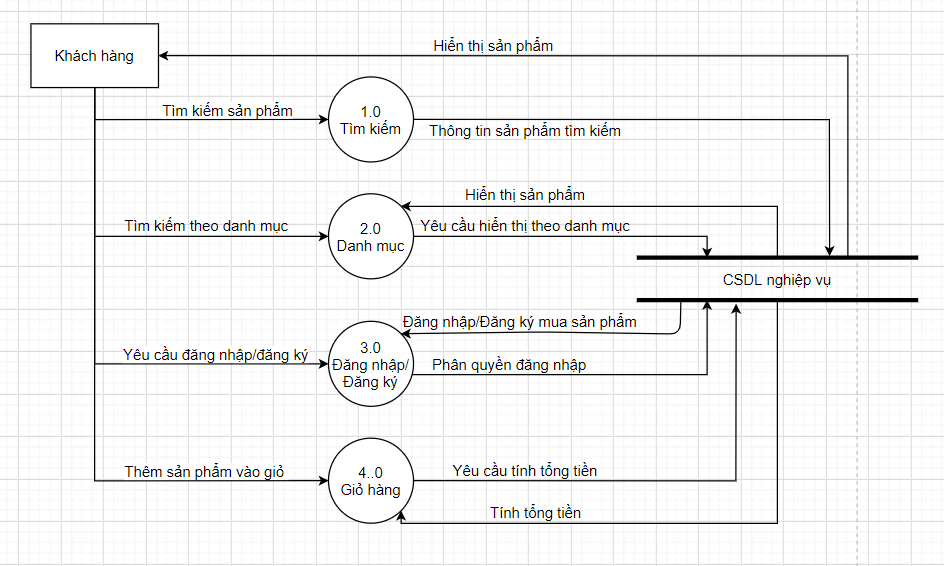 Hiển thị sản phẩm
Khách hàng
Tìm kiếm sản phẩm
1.0
Tìm kiếm
Thông tin sản phẩm tìm kiếm
Hiển thị sản phẩm
Tìm kiếm theo danh mục
2.0
Danh mục
Yêu cầu hiển thị theo danh mục
CSDL nghiệp vụ
Đăng nhập/Đăng ký mua sản phẩm
Yêu cầu đăng nhập/đăng ký
3.0
Đăng nhập/
Đăng ký
Phân quyền đăng nhập
Thêm sản phẩm vào giỏ
4..0
Giỏ hàng
Yêu cầu tính tổng tiền
Tính tổng tiền